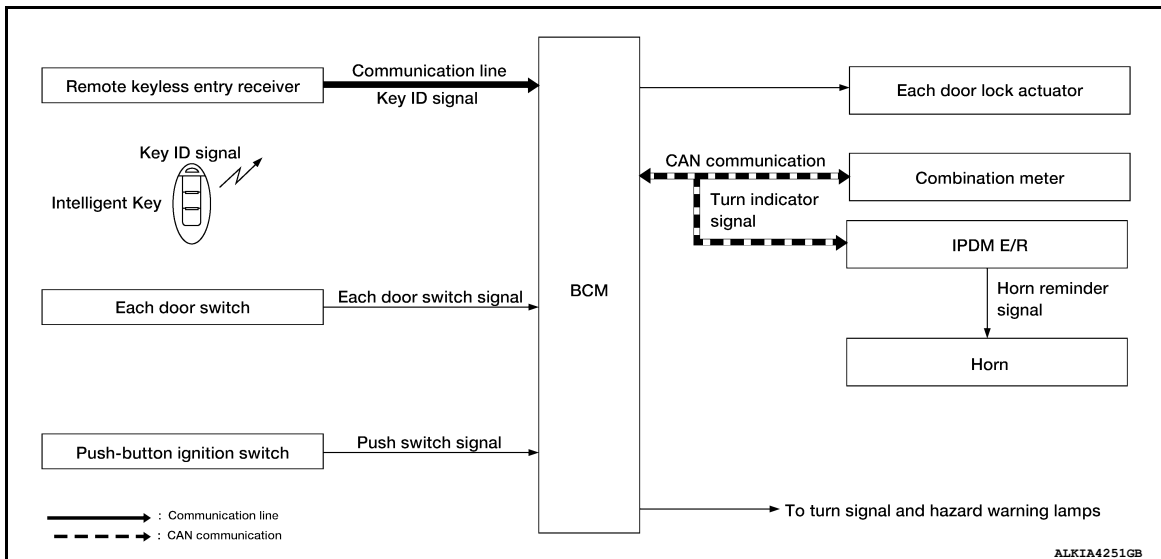 Remote keyless entry receiver
Communication line
Key ID signal
Key ID signal
Intelligent Key
Each door switch
Each door switch signal
Push-button ignition switch
Push switch signal
: Communication line
: CAN communication
BCM
Each door lock actuator
CAN communication
Combination meter
Turn indicator
signal
IPDM E/R
Horn reminder
signal
Horn
To turn signal and hazard warning lamps
ALKIA4251GB